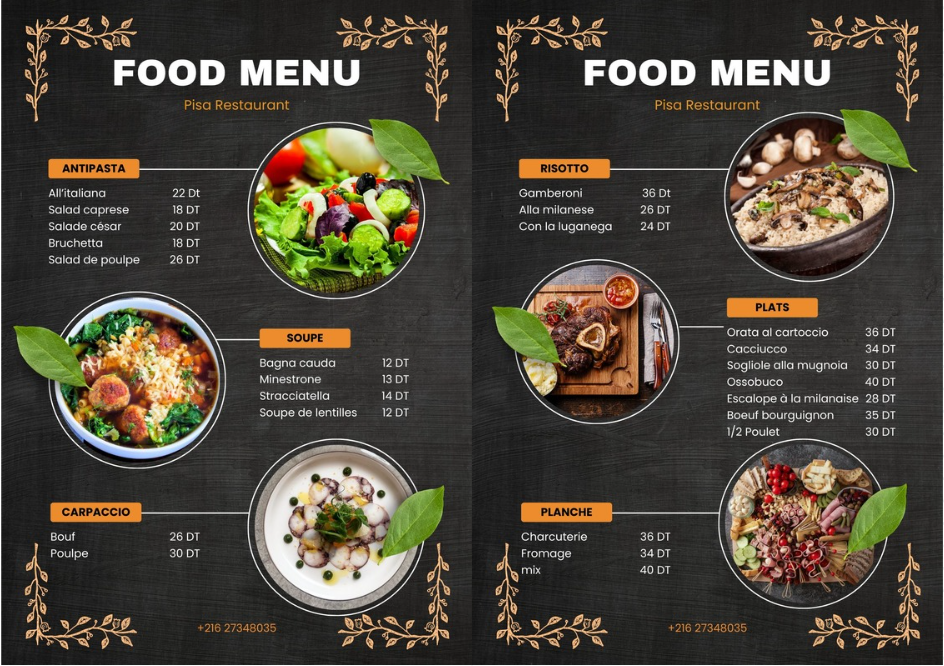 FOOD MENU
Pisa Restaurant
ANTIPASTA
All'italiana 22 Dt
Salad caprese 18 DT
Salade césar 20 DT
Bruchetta 18 DT
Salad de poulpe 26 DT
SOUPE
Bagna cauda 12 DT
Minestrone 13 DT
Stracciatella 14 DT
Soupe de lentilles 12 DT
CARPACCIO
Bouf 26 DT
Poulpe 30 DT
+216 27348035
FOOD MENU
Pisa Restaurant
RISOTTO
Gamberoni 36 Dt
Alla milanese 26 DT
Con la luganega 24 DT
PLATS
Orata al cartoccio 36 DT
Cacciucco 34 DT
Sogliole alla mugnoia 30 DT
Ossobuco 40 DT
Escalope à la milanaise 28 DT
Boeuf bourguignon 35 DT
1/2 Poulet 30 DT
PLANCHE
Charcuterie 36 DT
Fromage 34 DT
mix 40 DT
+216 27348035